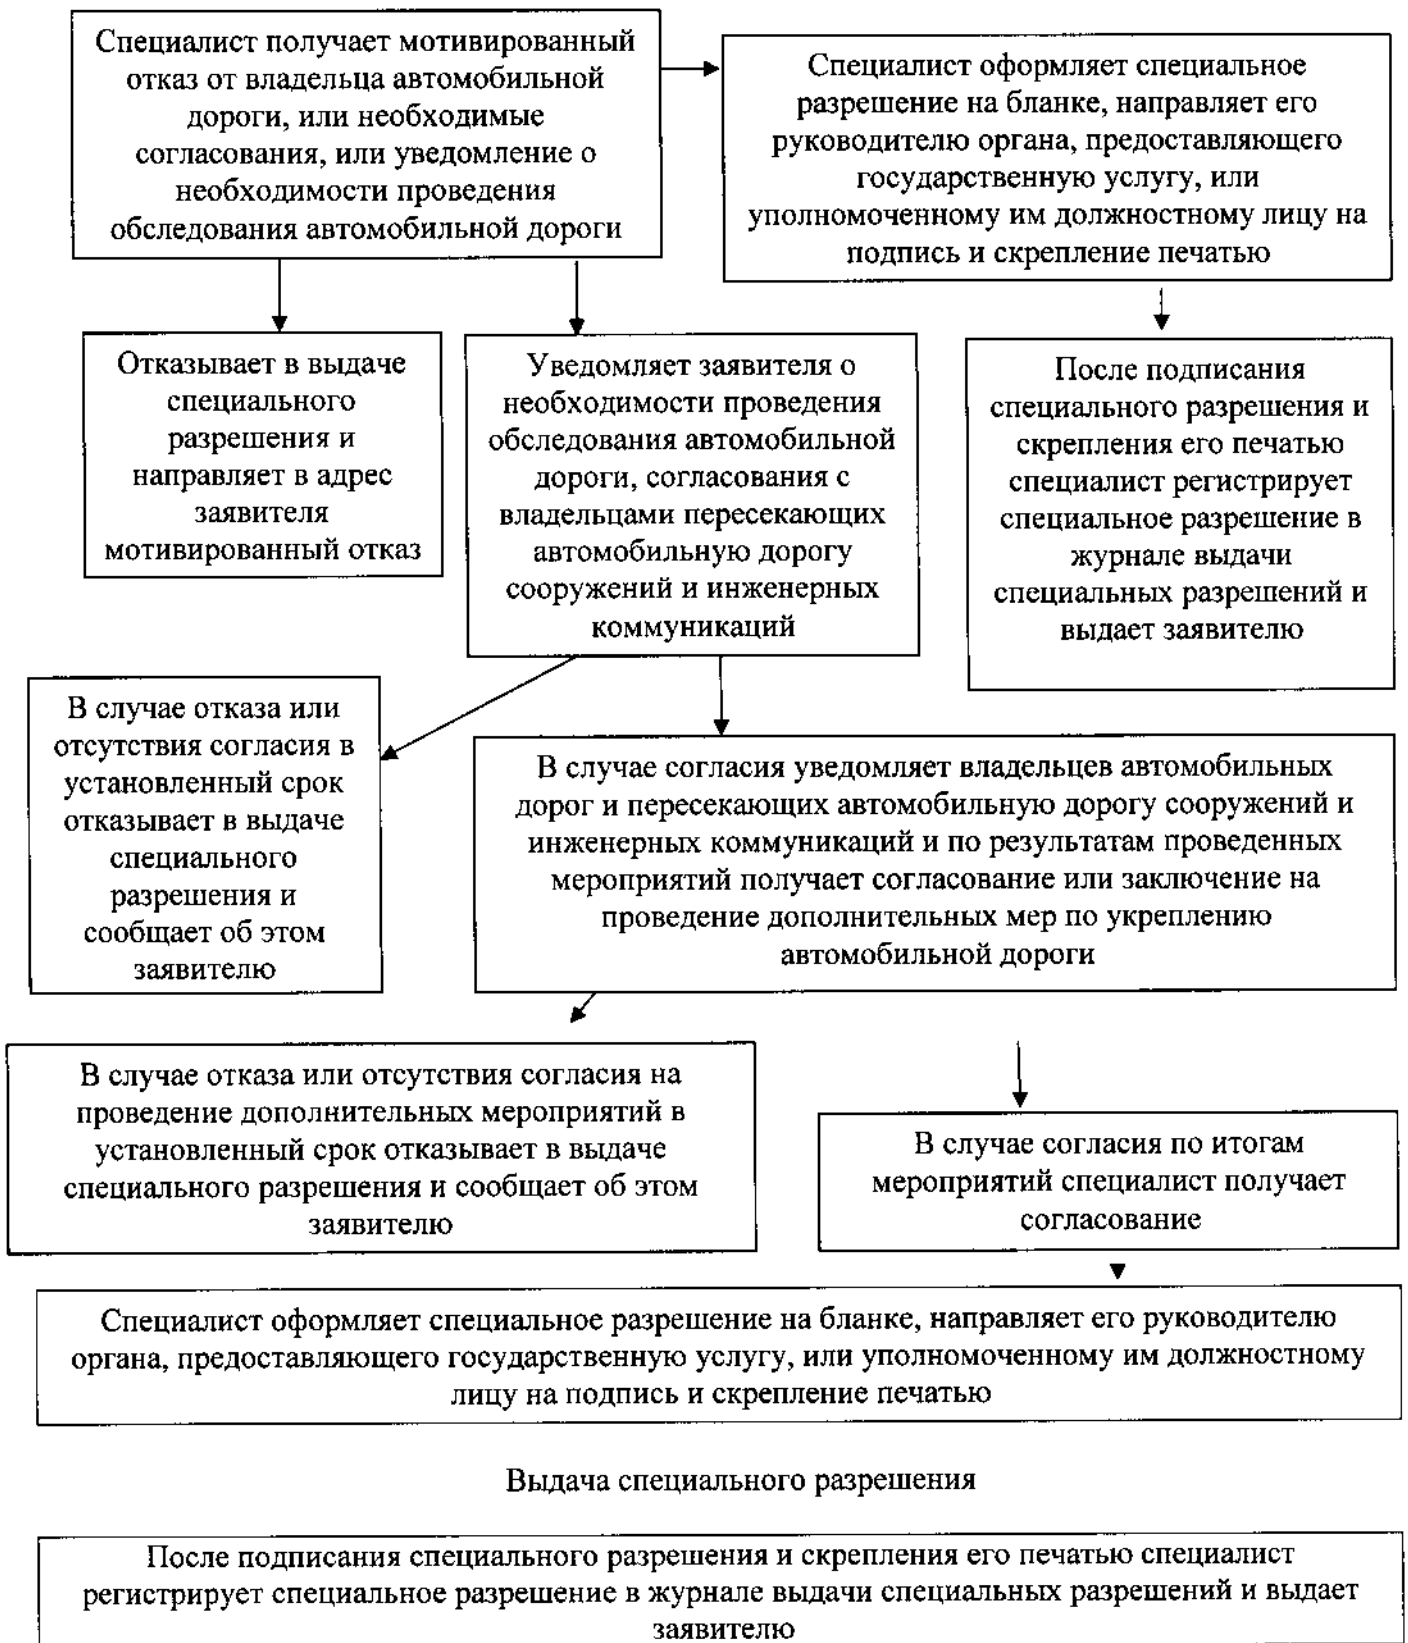 Специалист получает мотивированный
отказ от владельца автомобильной
дороги, или необходимые
согласования, или уведомление о
необходимости проведения
обследования автомобильной дороги
Специалист оформляет специальное
разрешение на бланке, направляет его
руководителю органа, предоставляющего
государственную услугу, или
уполномоченному им должностному лицу на
подпись и скрепление печатью
Отказывает в выдаче
специального
разрешения и
направляет в адрес
заявителя
мотивированный отказ
Уведомляет заявителя о
необходимости проведения
обследования автомобильной
дороги, согласования с
владельцами пересекающих
автомобильную дорогу
сооружений и инженерных
коммуникаций
После подписания
специального разрешения и
скрепления его печатью
специалист регистрирует
специальное разрешение в
журнале выдачи
специальных разрешений и
выдает заявителю
В случае отказа или
отсутствия согласия в
установленный срок
отказывает в выдаче
специального
разрешения и
сообщает об этом
заявителю
В случае согласия уведомляет владельцев автомобильных
дорог и пересекающих автомобильную дорогу сооружений и
инженерных коммуникаций и по результатам проведенных
мероприятий получает согласование или заключение на
проведение дополнительных мер по укреплению
автомобильной дороги
В случае отказа или отсутствия согласия на
проведение дополнительных мероприятий в
установленный срок отказывает в выдаче
специального разрешения и сообщает об этом
заявителю
В случае согласия по итогам
мероприятий специалист получает
согласование
Специалист оформляет специальное разрешение на бланке, направляет его руководителю
органа, предоставляющего государственную услугу, или уполномоченному им должностному
лицу на подпись и скрепление печатью
Выдача специального разрешения
После подписания специального разрешения и скрепления его печатью специалист
регистрирует специальное разрешение в журнале выдачи специальных разрешений и выдает
заявителю